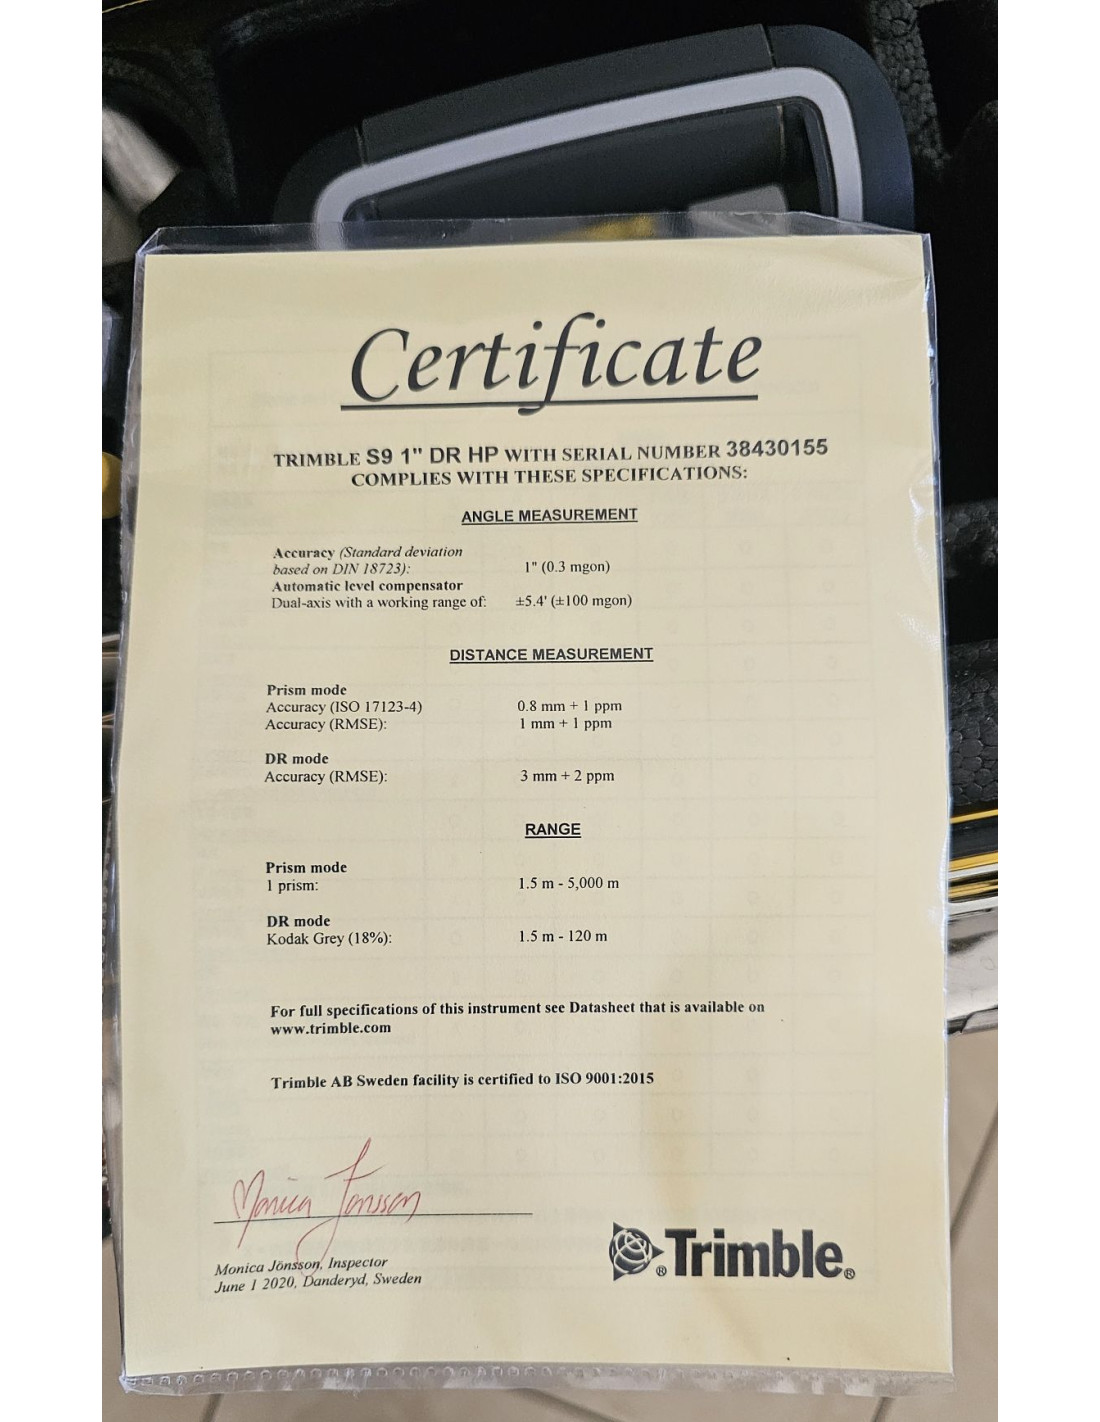 Certificate
TRIMBLE S9 1" DR HP WITH SERIAL NUMBER 38430155
COMPLIES WITH THESE SPECIFICATIONS:
ANGLE MEASUREMENT
Accuracy (Standard deviation
based on DIN 18723): 1" (0.3 mgon)
Automatic level compensator
Dual-axis with a working range of: ±5.4' (±100 mgon)
DISTANCE MEASUREMENT
Prism mode
Accuracy (ISO 17123-4) 0.8 mm + 1 ppm
Accuracy (RMSE): 1 mm + 1 ppm
DR mode
Accuracy (RMSE): 3 mm + 2 ppm
RANGE
Prism mode
1 prism: 1.5 m - 5,000 m
DR mode
Kodak Grey (18%): 1.5 m - 120 m
For full specifications of this instrument see Datasheet that is available on
www.trimble.com
Trimble AB Sweden facility is certified to ISO 9001:2015
Monica Jönsson
Monica Jönsson, Inspector
June 1 2020, Danderyd, Sweden
® Trimble®